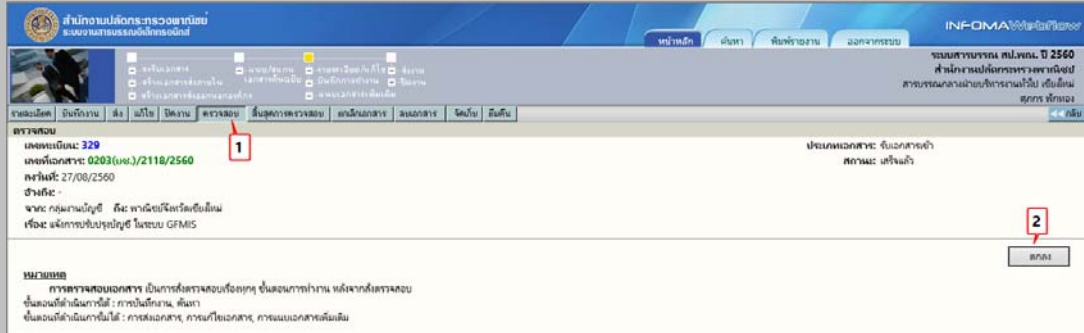 สำนักงานปลัดกระทรวงพาณิชย์
ระบบงานสารบรรณอิเล็กทรอนิกส์
INFOMA Webflow
หน้าหลัก ค้นหา พิมพ์รายงาน ออกจากระบบ
ระบบสารบรรณ สป.พณ. ปี 2560
สำนักงานปลัดกระทรวงพาณิชย์
สารบรรณกลางฝ่ายบริหารงานทั่วไป เชียงใหม่
ศุภกร ฟักทอง
รายละเอียด บันทึกงาน ส่ง แก้ไข ปิดงาน ตรวจสอบ สิ้นสุดการตรวจสอบ ยกเลิกเอกสาร ลบเอกสาร จัดเก็บ ยืมคืน กลับ
ตรวจสอบ
1
เลขทะเบียน: 329
ประเภทเอกสาร: รับเอกสารเข้า
เลขที่เอกสาร: 0203(บช.)/2118/2560
สถานะ: เสร็จแล้ว
ลงวันที่: 27/08/2560
อ้างถึง: -
จาก: กลุ่มงานบัญชี ถึง: พาณิชย์จังหวัดเชียงใหม่
เรื่อง: แจ้งการปรับปรุงบัญชี ในระบบ GFMIS
2
ตกลง
หมายเหตุ
การตรวจสอบเอกสาร เป็นการสั่งตรวจสอบเรื่องทุกๆ ขั้นตอนการทำงาน หลังจากสั่งตรวจสอบ
ขั้นตอนที่ดำเนินการได้ : การบันทึกงาน, ค้นหา
ขั้นตอนที่ดำเนินการไม่ได้ : การส่งเอกสาร, การแก้ไขเอกสาร, การแนบเอกสารเพิ่มเติม